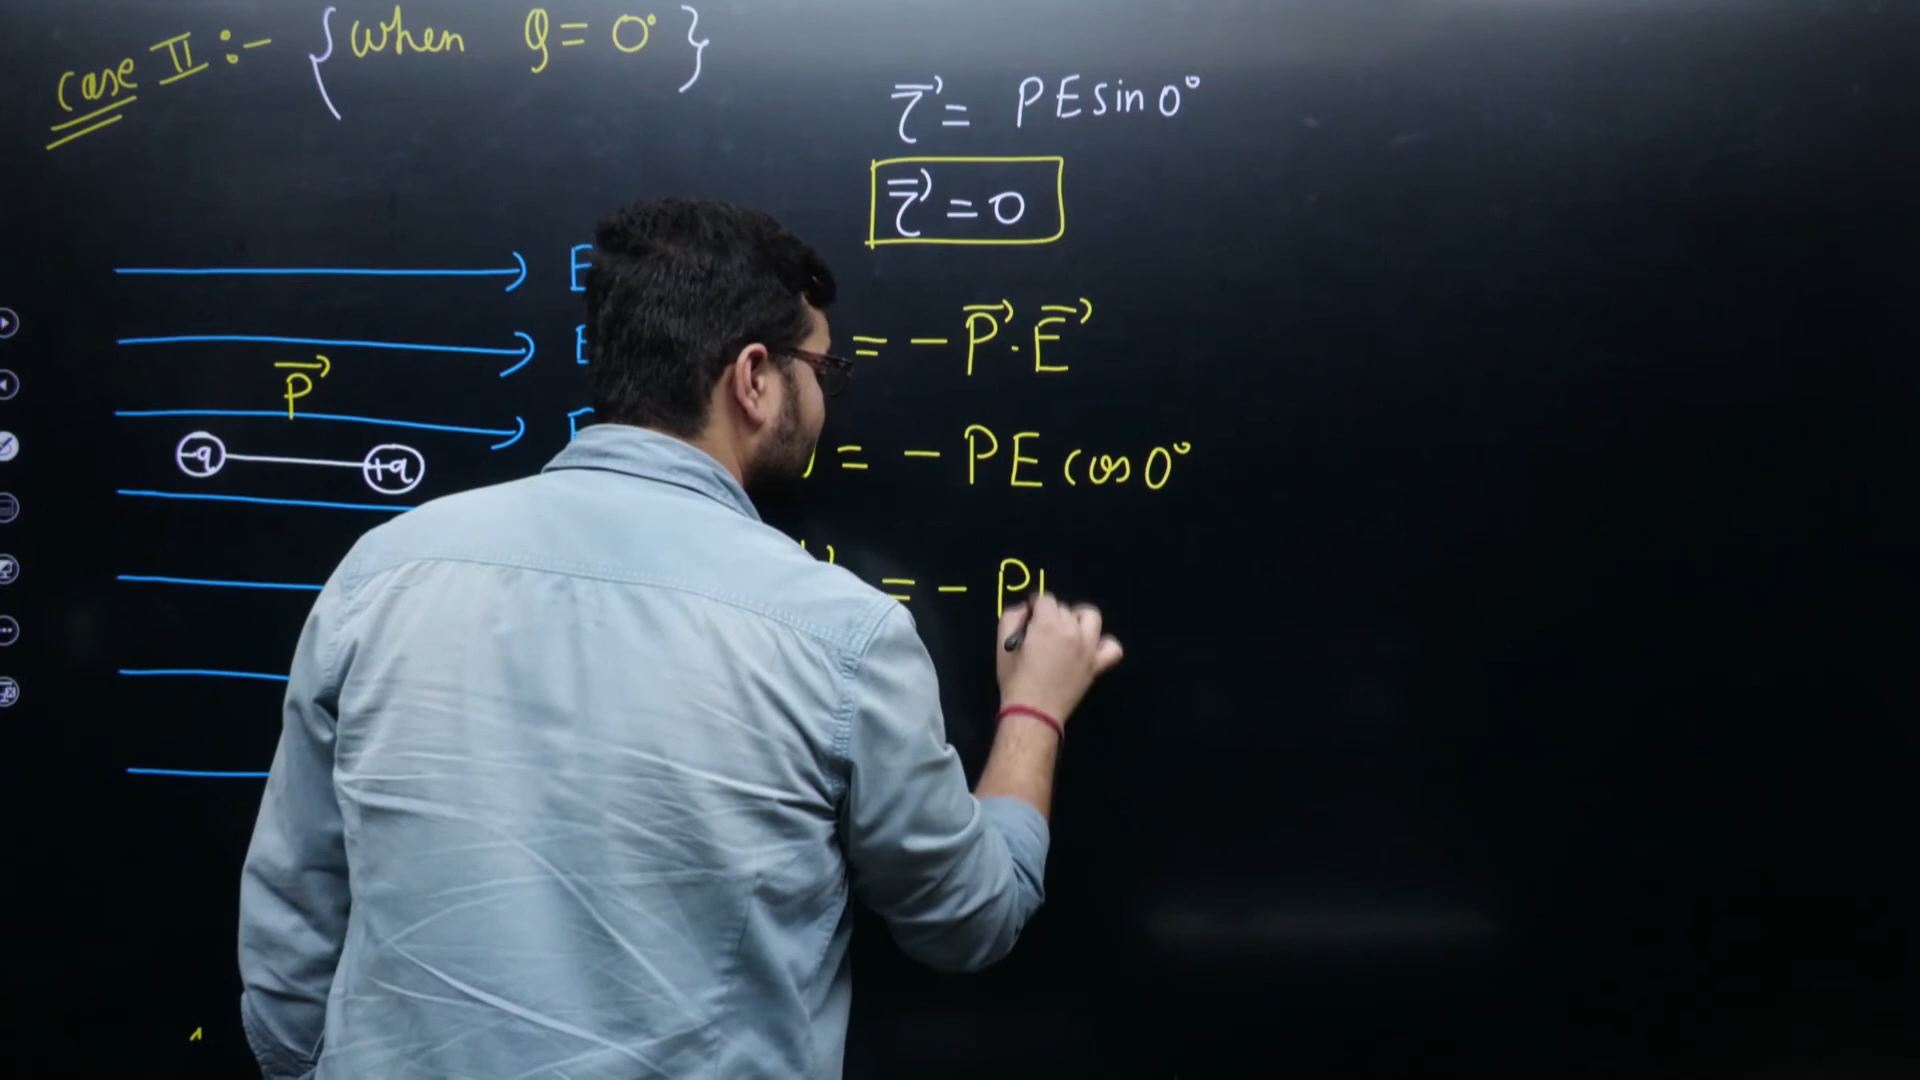 Case II :- {When θ = 0°}
τ⃗ = PE sin 0°
τ⃗ = 0
E
= - P⃗ . E⃗
E
P⃗
= - PE cos 0°
-q +q
= - P